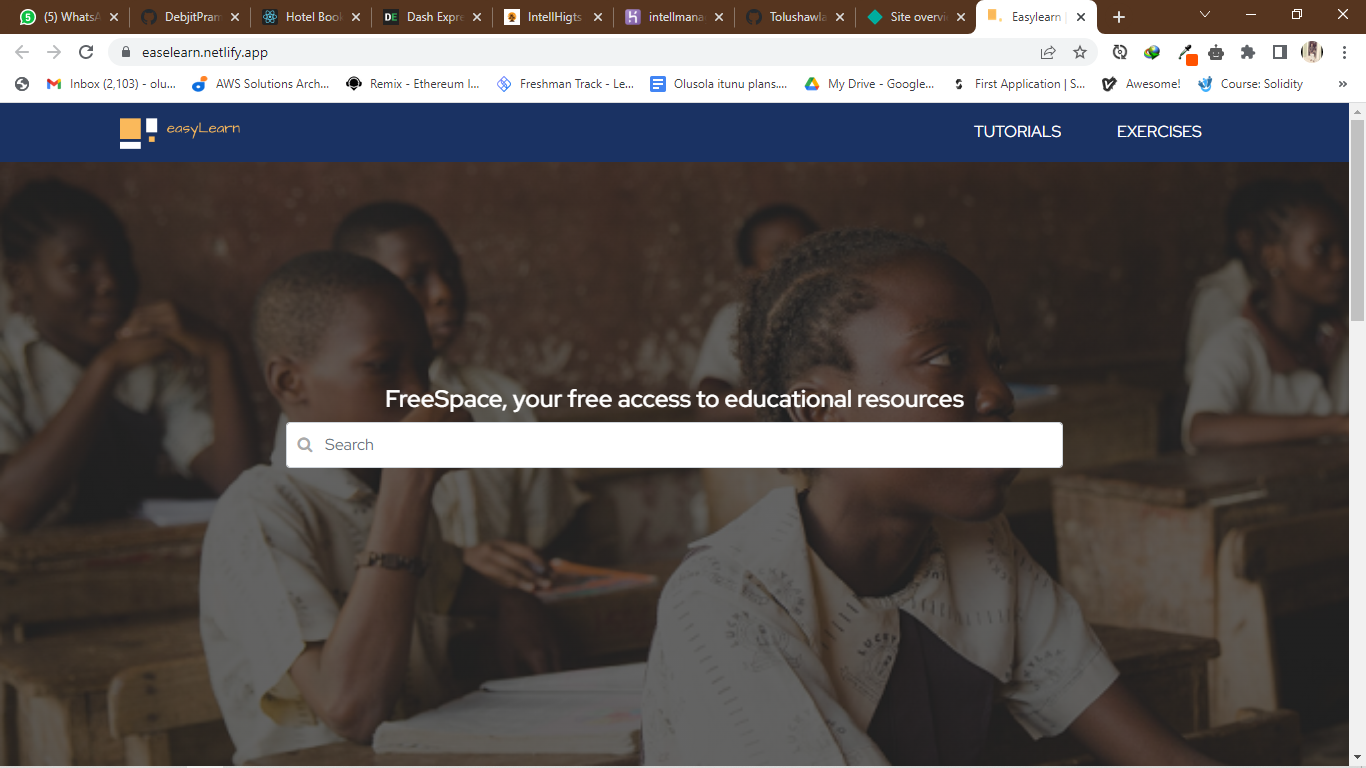 (5) WhatsA
DebjitPram
Hotel Book
Dash Expre
IntellHigts
intellmana
Tolushawla
Site overvi
Easylearn
easelearn.netlify.app
Inbox (2,103) - olu...
AWS Solutions Arch...
Remix - Ethereum I...
Freshman Track - Le...
Olusola itunu plans....
My Drive - Google...
First Application | S...
Awesome!
Course: Solidity
»
easyLearn
TUTORIALS
EXERCISES
FreeSpace, your free access to educational resources
Search